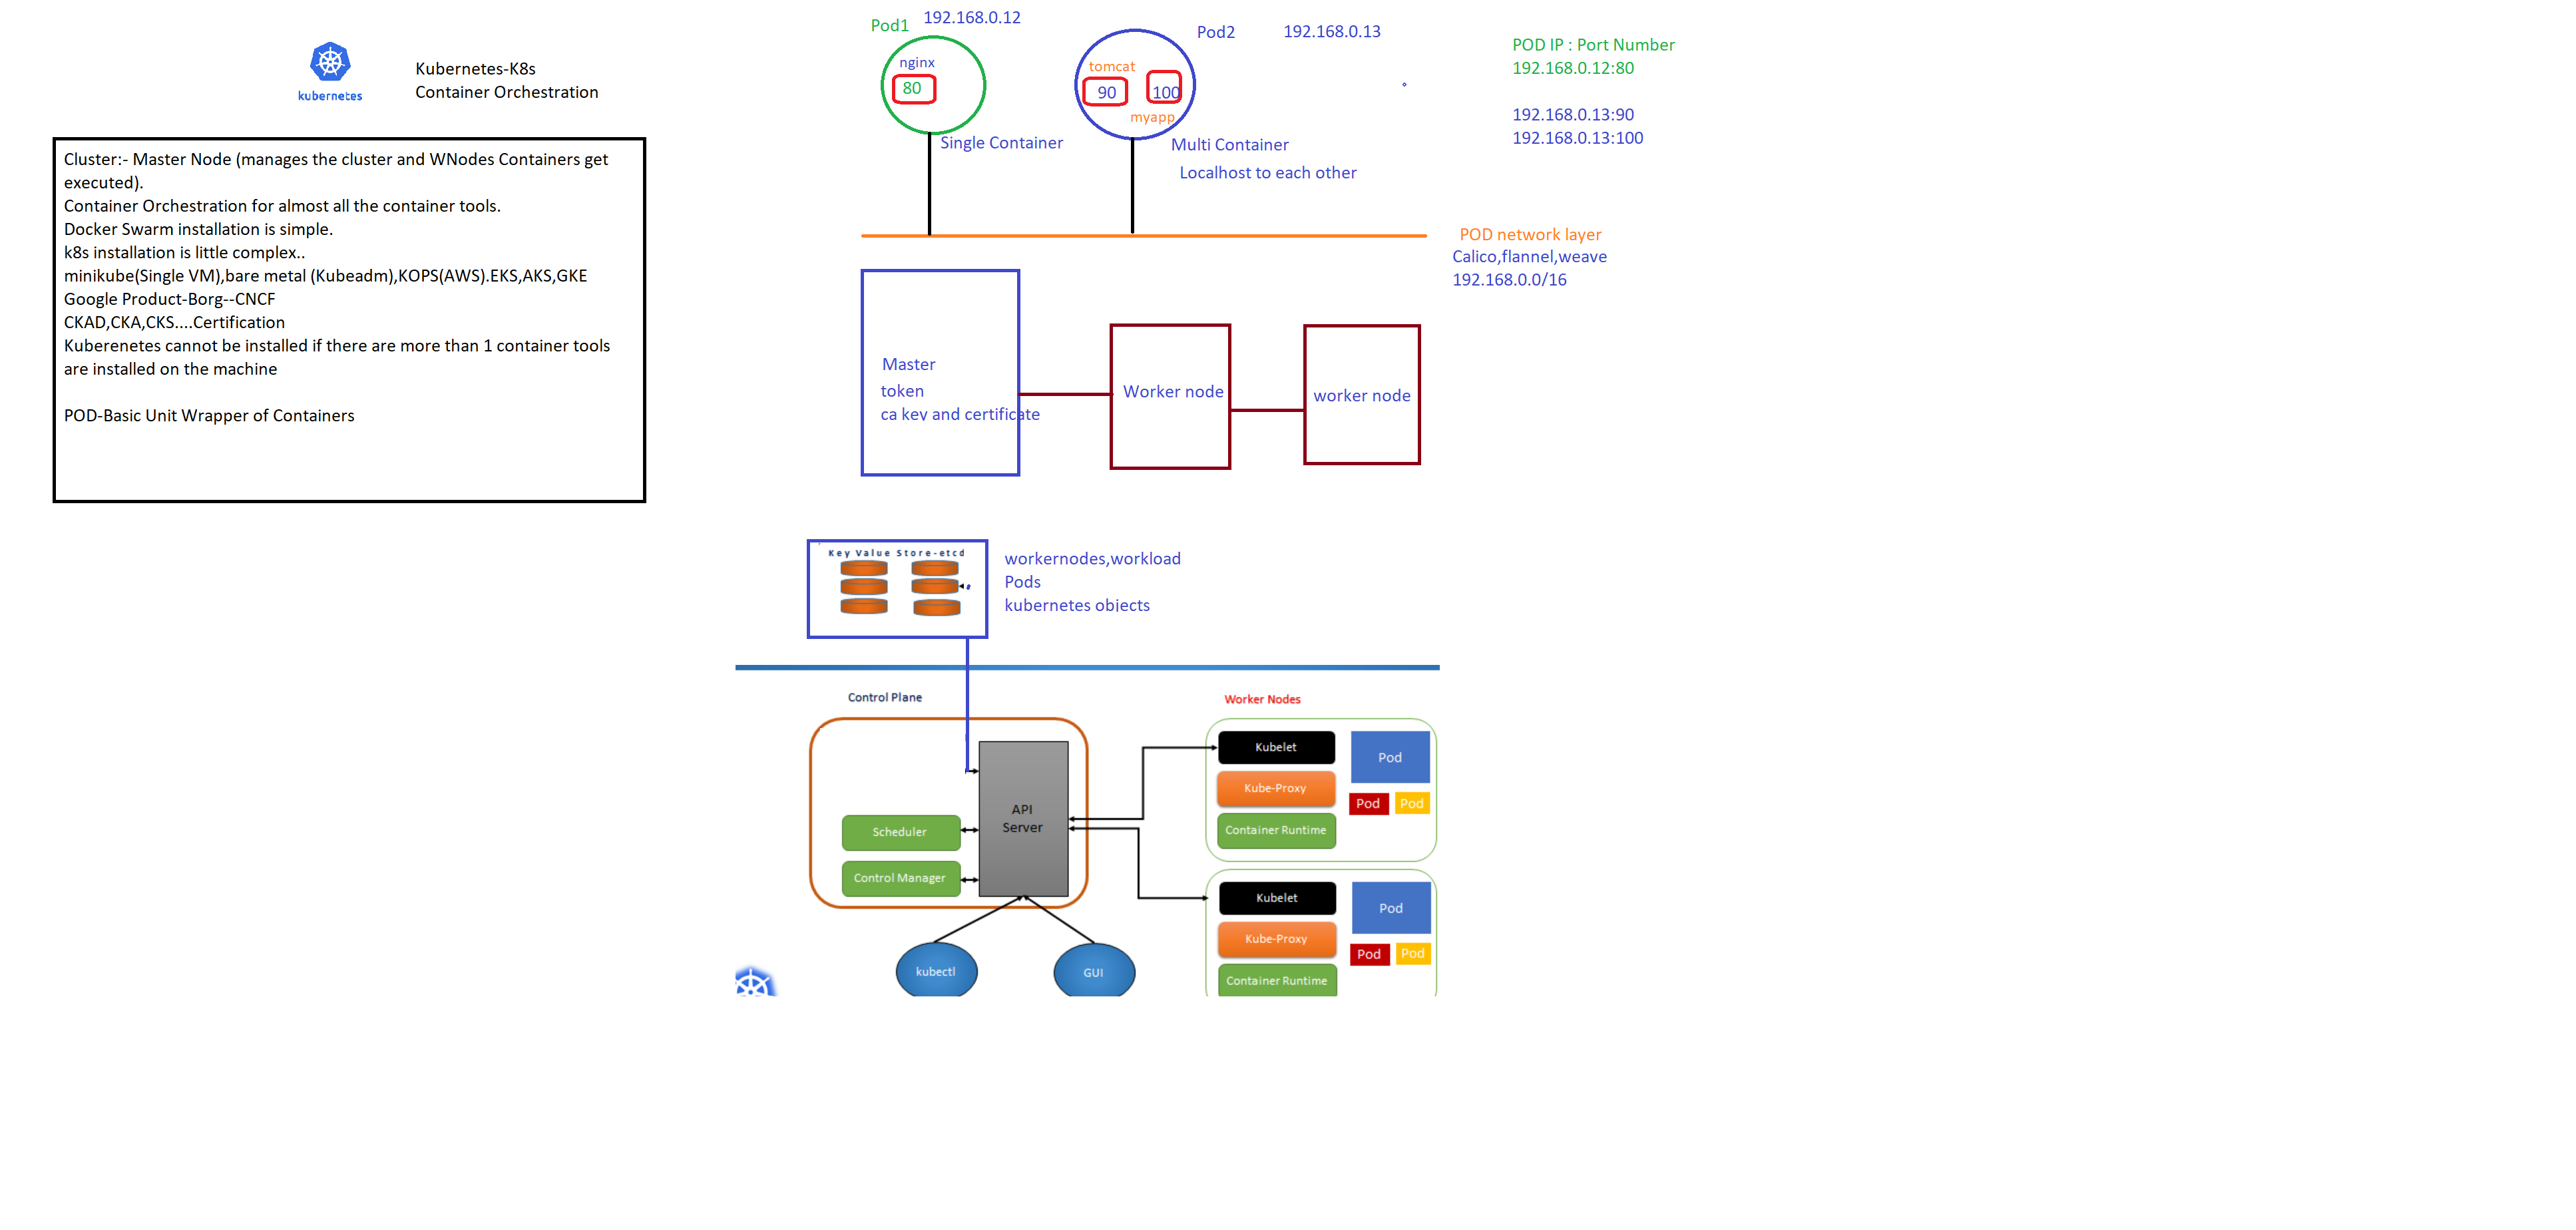 kubernetes
Kubernetes-K8s
Container Orchestration
Cluster:- Master Node (manages the cluster and WNodes Containers get
executed).
Container Orchestration for almost all the container tools.
Docker Swarm installation is simple.
k8s installation is little complex..
minikube(Single VM),bare metal (Kubeadm),KOPS(AWS).EKS,AKS,GKE
Google Product-Borg--CNCF
CKAD,CKA,CKS....Certification
Kuberenetes cannot be installed if there are more than 1 container tools
are installed on the machine
POD-Basic Unit Wrapper of Containers
Pod1
192.168.0.12
nginx
80
Single Container
Pod2
192.168.0.13
tomcat
90
100
myapp
Multi Container
Localhost to each other
POD IP : Port Number
192.168.0.12:80
192.168.0.13:90
192.168.0.13:100
POD network layer
Calico,flannel,weave
192.168.0.0/16
Master
token
ca key and certificate
Worker node
worker node
Key Value Store-etcd
workernodes,workload
Pods
kubernetes objects
Control Plane
API
Server
Scheduler
Control Manager
kubectl
GUI
Worker Nodes
Kubelet
Kube-Proxy
Container Runtime
Pod
Pod
Pod
Kubelet
Kube-Proxy
Container Runtime
Pod
Pod
Pod